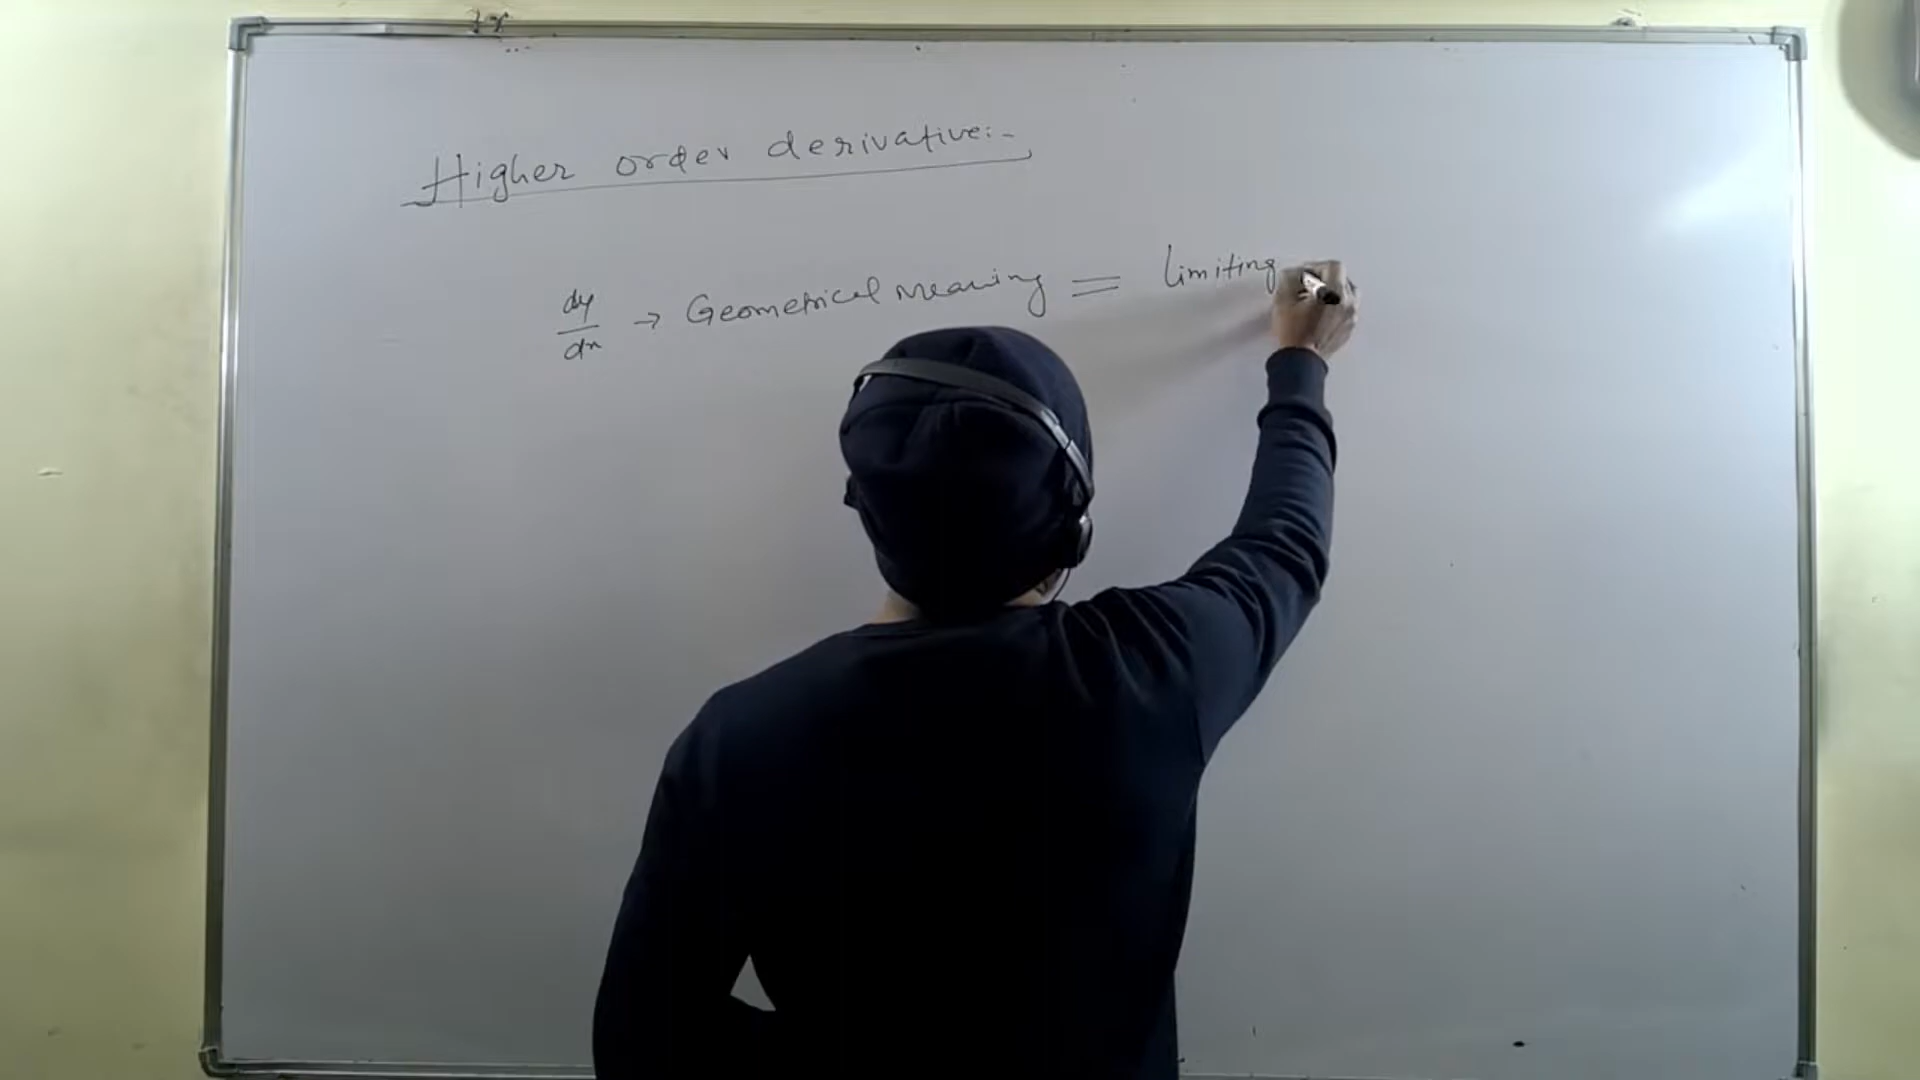 Higher order derivative:-
dy/dx → Geometrical meaning = limiting